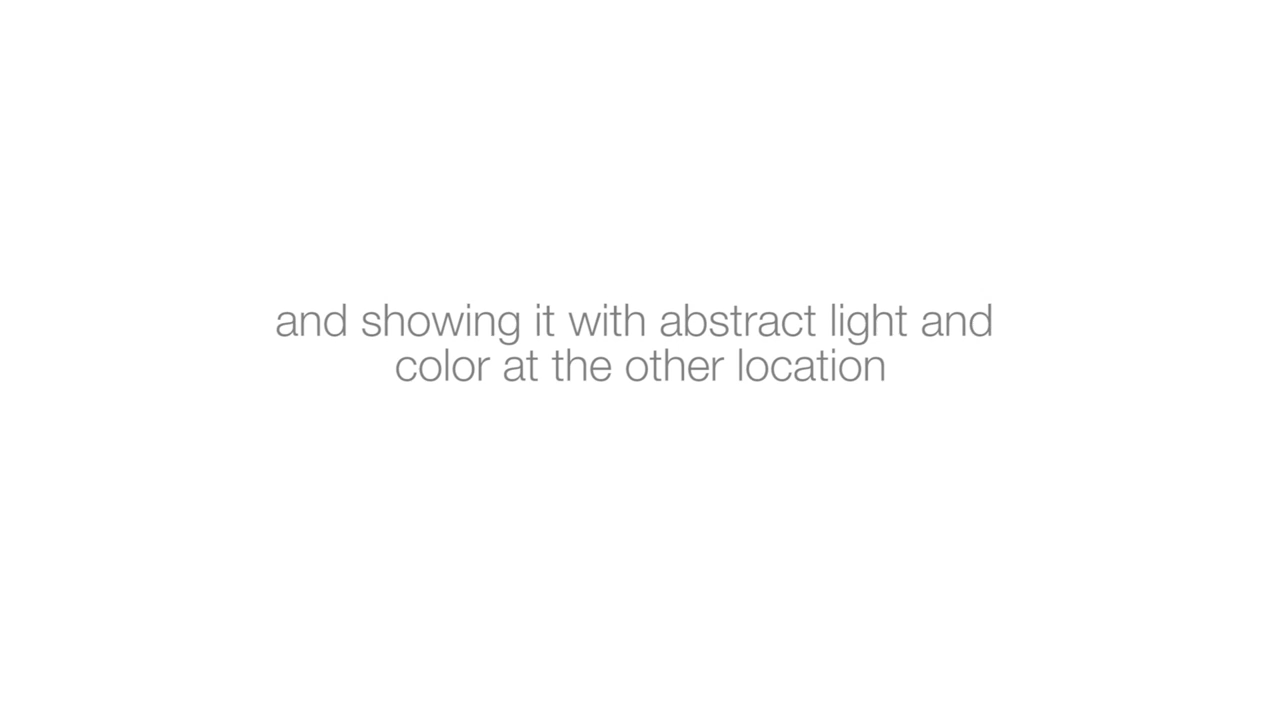 and showing it with abstract light and
color at the other location